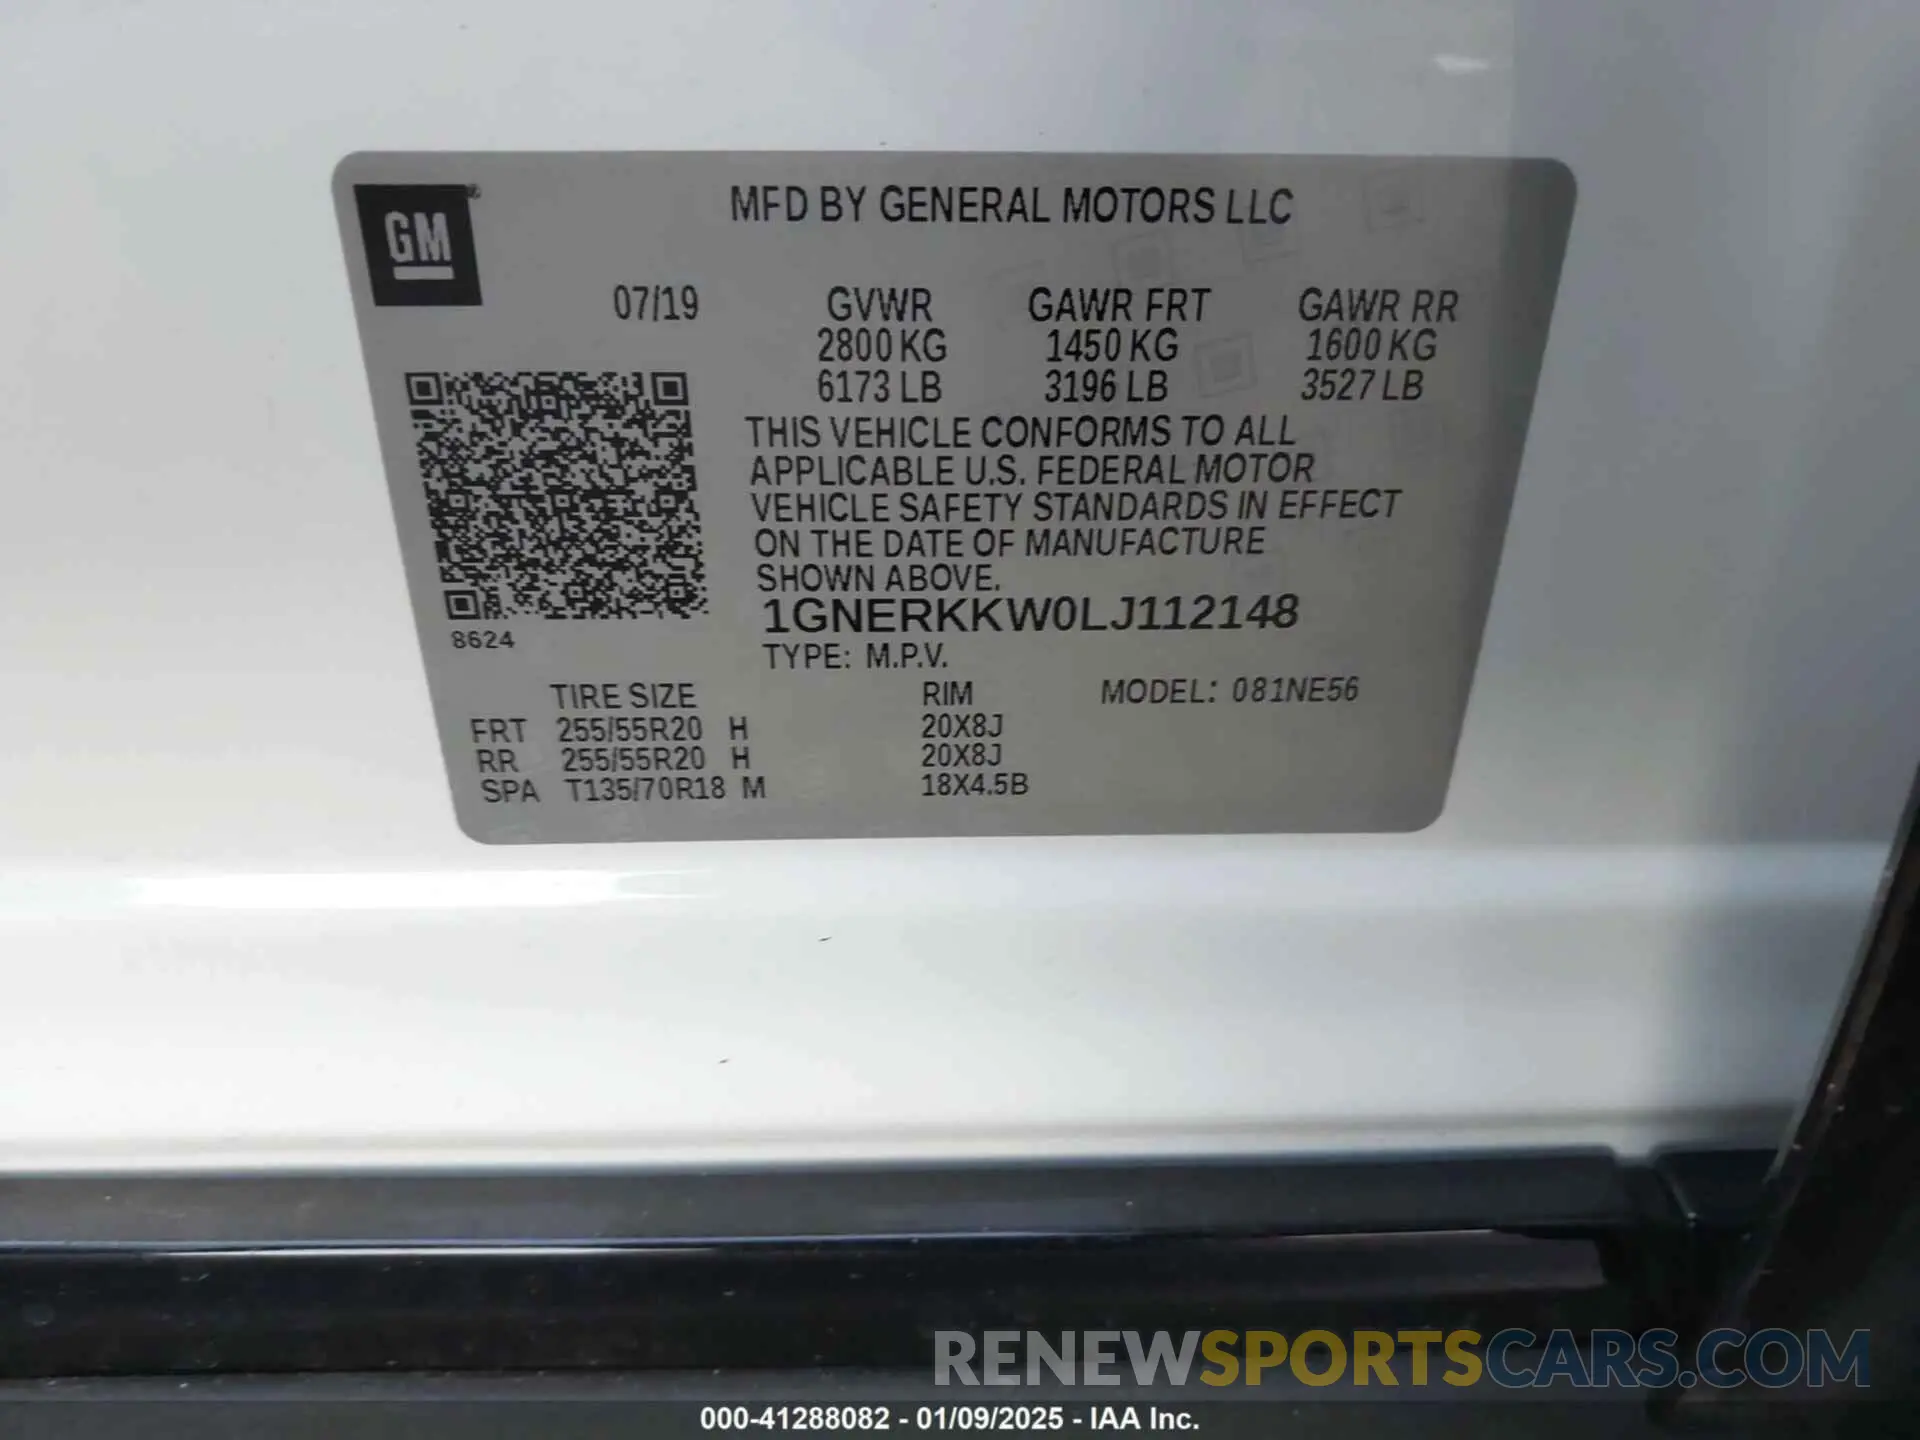 GM ®
MFD BY GENERAL MOTORS LLC
07/19 GVWR GAWR FRT GAWR RR
2800 KG 1450 KG 1600 KG
6173 LB 3196 LB 3527 LB
THIS VEHICLE CONFORMS TO ALL
APPLICABLE U.S. FEDERAL MOTOR
VEHICLE SAFETY STANDARDS IN EFFECT
ON THE DATE OF MANUFACTURE
SHOWN ABOVE.
1GNERKKW0LJ112148
8624
TYPE: M.P.V.
TIRE SIZE RIM MODEL: 081NE56
FRT 255/55R20 H 20X8J
RR 255/55R20 H 20X8J
SPA T135/70R18 M 18X4.5B
RENEWSPORTSCARS.COM
000-41288082 - 01/09/2025 - IAA Inc.